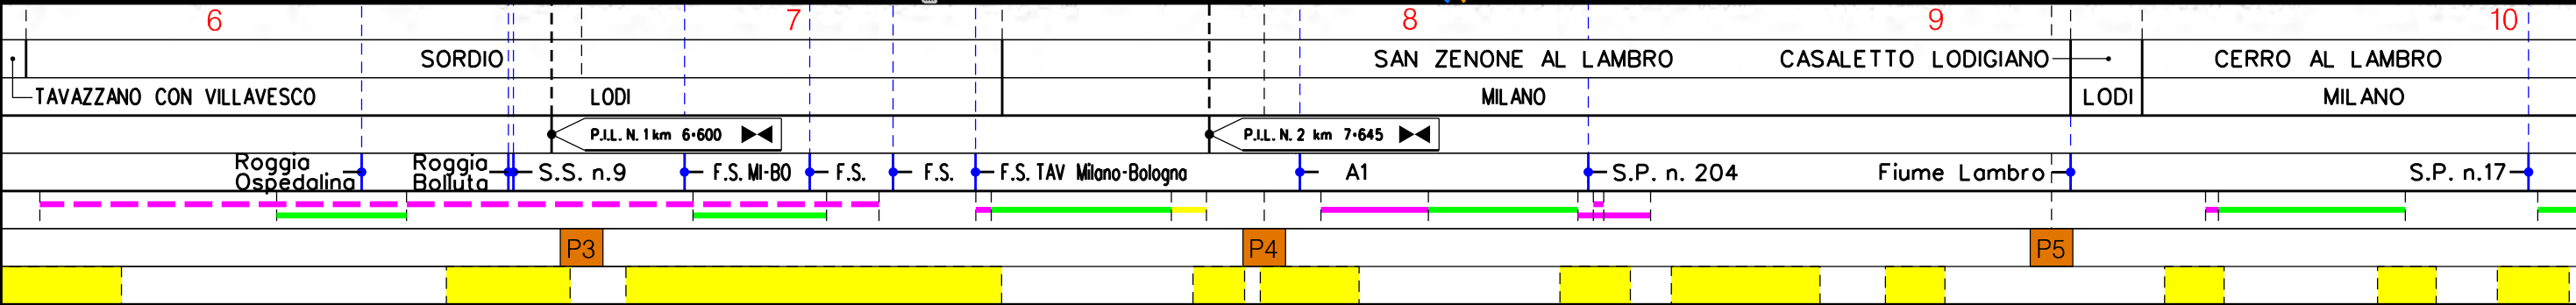 6 7 8 9 10
SORDIO SAN ZENONE AL LAMBRO CASALETTO LODIGIANO CERRO AL LAMBRO
TAVAZZANO CON VILLAVESCO LODI MILANO LODI MILANO
P.I.L. N. 1 km 6+600 P.I.L. N. 2 km 7+645
Roggia Ospedalina Roggia Bolluta S.S. n.9 F.S. MI-BO F.S. F.S. F.S. TAV Milano-Bologna A1 S.P. n. 204 Fiume Lambro S.P. n.17
P3 P4 P5